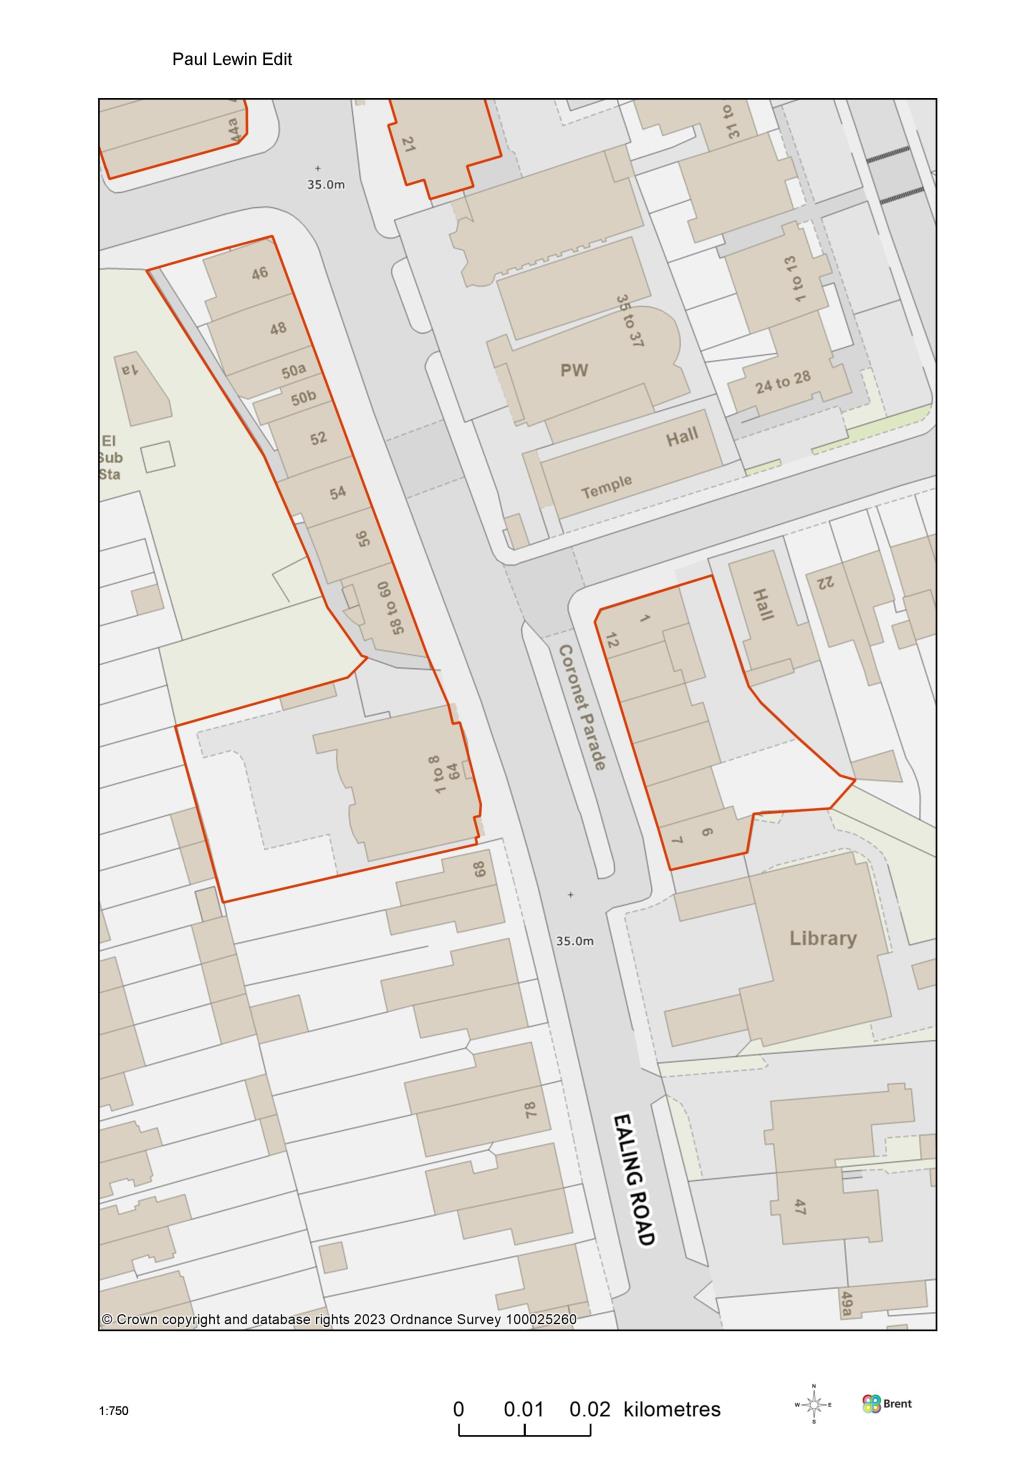 Paul Lewin Edit
44a
21
31 to
35.0m
46
1 to 13
48
35 to 37
1a
50a
PW
24 to 28
50b
El
Sub
Sta
52
Hall
Temple
54
56
22
58 to 60
Hall
1
12
Coronet Parade
64
1 to 8
6
7
68
35.0m
Library
78
EALING ROAD
47
49a
© Crown copyright and database rights 2023 Ordnance Survey 100025260
1:750
0 0.01 0.02 kilometres
N
W E
S
Brent